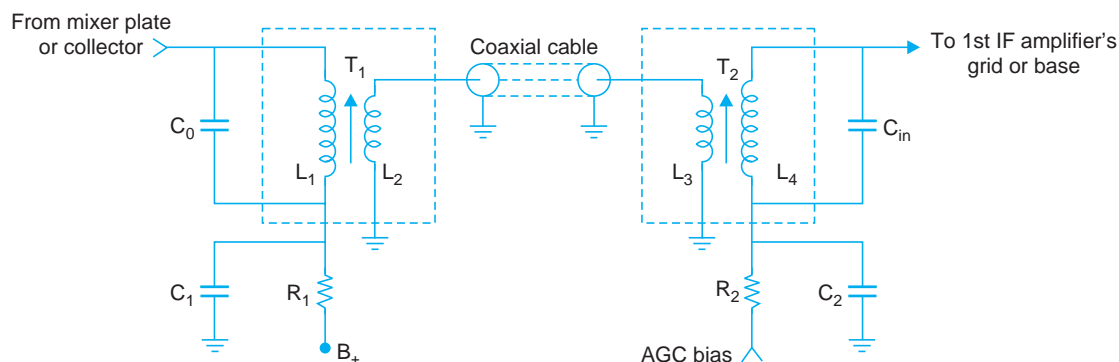 From mixer plate
or collector
Coaxial cable
To 1st IF amplifier's
grid or base
T1
T2
C0
Cin
L1
L2
L3
L4
C1
R1
R2
C2
B+
AGC bias